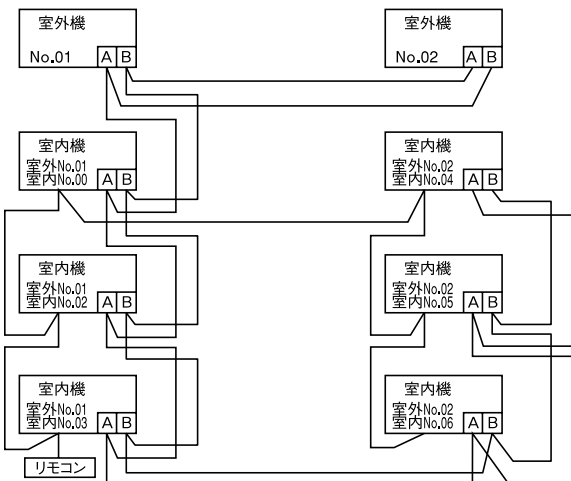 室外機
No.01 A B
室外機
No.02 A B
室内機
室外No.01
室内No.00 A B
室内機
室外No.02
室内No.04 A B
室内機
室外No.01
室内No.02 A B
室内機
室外No.02
室内No.05 A B
室内機
室外No.01
室内No.03 A B
室内機
室外No.02
室内No.06 A B
リモコン